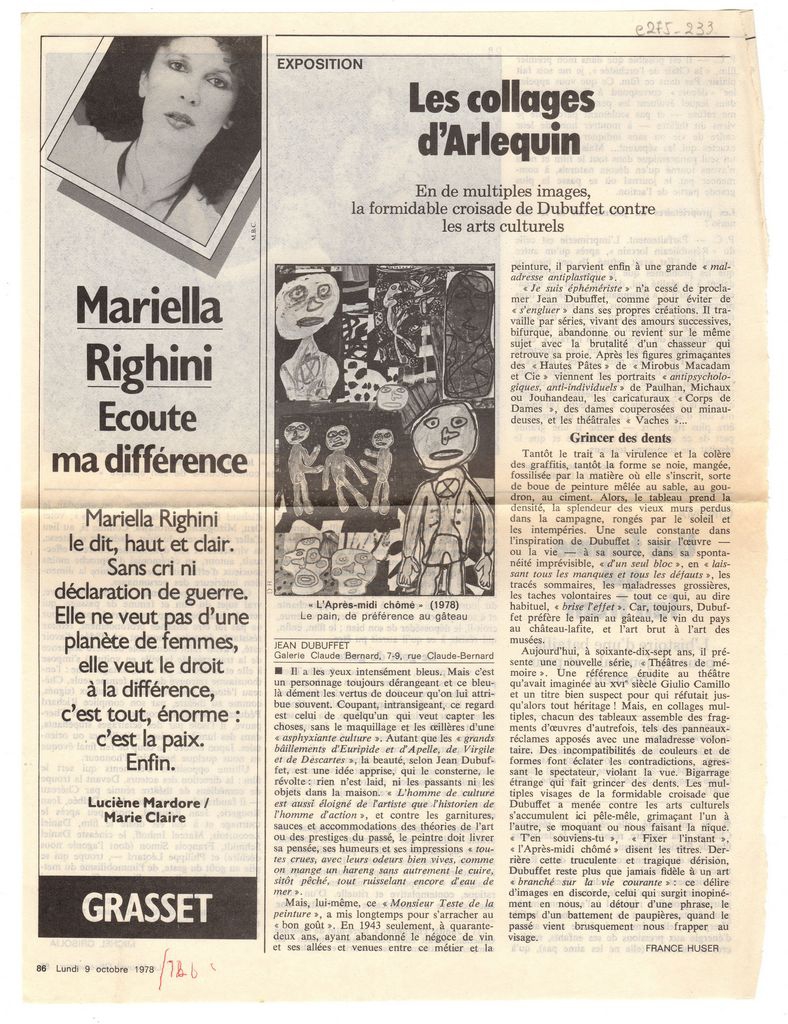 e275-233
M.B.C.
Mariella
Righini
Ecoute
ma différence
Mariella Righini
le dit, haut et clair.
Sans cri ni
déclaration de guerre.
Elle ne veut pas d'une
planète de femmes,
elle veut le droit
à la différence,
c'est tout, énorme :
c'est la paix.
Enfin.
Luciène Mardore /
Marie Claire
GRASSET
86 Lundi 9 octobre 1978
EXPOSITION
Les collages
d'Arlequin
En de multiples images,
la formidable croisade de Dubuffet contre
les arts culturels
« L'Après-midi chômé » (1978)
Le pain, de préférence au gâteau
JEAN DUBUFFET
Galerie Claude Bernard, 7-9, rue Claude-Bernard
■ Il a les yeux intensément bleus. Mais c'est
un personnage toujours dérangeant et ce bleu-
là dément les vertus de douceur qu'on lui attri-
bue souvent. Coupant, intransigeant, ce regard
est celui de quelqu'un qui veut capter les
choses, sans le maquillage et les œillères d'une
« asphyxiante culture ». Autant que les « grands
bâillements d'Euripide et d'Apelle, de Virgile
et de Descartes », la beauté, selon Jean Dubuf-
fet, est une idée apprise, qui le consterne, le
révolte : rien n'est laid, ni les passants ni les
objets dans la maison. « L'homme de culture
est aussi éloigné de l'artiste que l'historien de
l'homme d'action », et contre les garnitures,
sauces et accommodations des théories de l'art
ou des prestiges du passé, le peintre doit livrer
sa pensée, ses humeurs et ses impressions « tou-
tes crues, avec leurs odeurs bien vives, comme
on mange un hareng sans autrement le cuire,
sitôt pêché, tout ruisselant encore d'eau de
mer ».
Mais, lui-même, ce « Monsieur Teste de la
peinture », a mis longtemps pour s'arracher au
« bon goût ». En 1943 seulement, à quarante-
deux ans, ayant abandonné le négoce de vin
et ses allées et venues entre ce métier et la
peinture, il parvient enfin à une grande « mal-
adresse antiplastique ».
« Je suis éphémériste » n'a cessé de procla-
mer Jean Dubuffet, comme pour éviter de
« s'engluer » dans ses propres créations. Il tra-
vaille par séries, vivant des amours successives,
bifurque, abandonne ou revient sur le même
sujet avec la brutalité d'un chasseur qui
retrouve sa proie. Après les figures grimaçantes
des « Hautes Pâtes » de « Mirobus Macadam
et Cie » viennent les portraits « antipsycholo-
giques, anti-individuels » de Paulhan, Michaux
ou Jouhandeau, les caricaturaux « Corps de
Dames », des dames couperosées ou minau-
deuses, et les théâtrales « Vaches »...
Grincer des dents
Tantôt le trait a la virulence et la colère
des graffitis, tantôt la forme se noie, mangée,
fossilisée par la matière où elle s'inscrit, sorte
de boue de peinture mêlée au sable, au gou-
dron, au ciment. Alors, le tableau prend la
densité, la splendeur des vieux murs perdus
dans la campagne, rongés par le soleil et
les intempéries. Une seule constante dans
l'inspiration de Dubuffet : saisir l'œuvre —
ou la vie — à sa source, dans sa sponta-
néité imprévisible, « d'un seul bloc », en « lais-
sant tous les manques et tous les défauts », les
tracés sommaires, les maladresses grossières,
les taches volontaires — tout ce qui, au dire
habituel, « brise l'effet ». Car, toujours, Dubuf-
fet préfère le pain au gâteau, le vin du pays
au château-lafite, et l'art brut à l'art des
musées.
Aujourd'hui, à soixante-dix-sept ans, il pré-
sente une nouvelle série, « Théâtres de mé-
moire ». Une référence érudite au théâtre
qu'avait imaginée au XVIe siècle Giulio Camillo
et un titre bien suspect pour qui réfutait jus-
qu'alors tout héritage ! Mais, en collages multi-
ples, chacun des tableaux assemble des frag-
ments d'œuvres d'autrefois, tels des panneaux-
réclames apposés avec une maladresse volon-
taire. Des incompatibilités de couleurs et de
formes font éclater les contradictions, agres-
sant le spectateur, violant la vue. Bigarrage
étrange qui fait grincer des dents. Les mul-
tiples visages de la formidable croisade que
Dubuffet a menée contre les arts culturels
s'accumulent ici pêle-mêle, grimaçant l'un à
l'autre, se moquant ou nous faisant la nique.
« T'en souviens-tu », « Fixer l'instant »,
« l'Après-midi chômé » disent les titres. Der-
rière cette truculente et tragique dérision,
Dubuffet reste plus que jamais fidèle à un art
« branché sur la vie courante » : ce délire
d'images en discorde, celui qui surgit inopiné-
ment en nous, au détour d'une phrase, le
temps d'un battement de paupières, quand le
passé vient brusquement nous frapper au
visage.
FRANCE HUSER